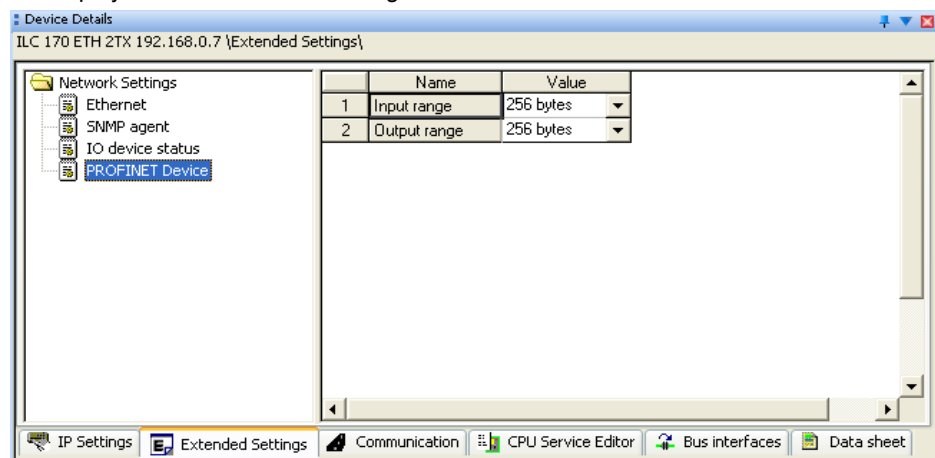 Device Details
ILC 170 ETH 2TX 192.168.0.7 \Extended Settings\
Network Settings
Ethernet
SNMP agent
IO device status
PROFINET Device
Name Value
1 Input range 256 bytes
2 Output range 256 bytes
IP Settings Extended Settings Communication CPU Service Editor Bus interfaces Data sheet